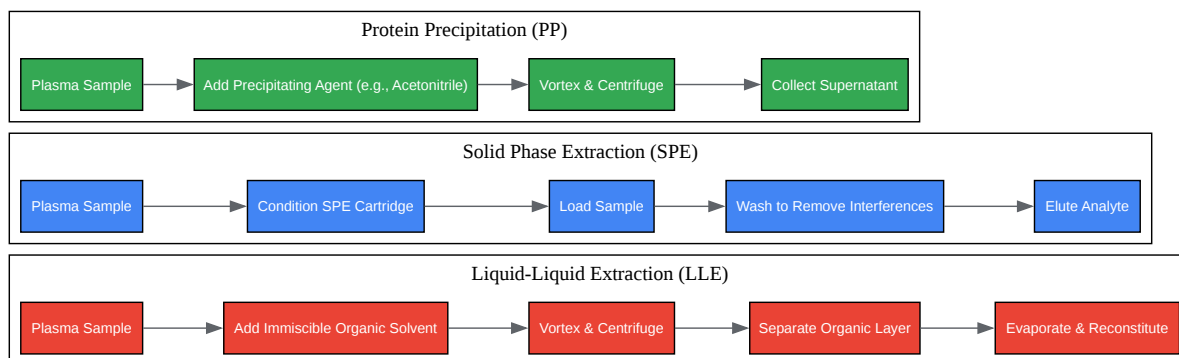 Protein Precipitation (PP)
Plasma Sample
Add Precipitating Agent (e.g., Acetonitrile)
Vortex & Centrifuge
Collect Supernatant
Solid Phase Extraction (SPE)
Plasma Sample
Condition SPE Cartridge
Load Sample
Wash to Remove Interferences
Elute Analyte
Liquid-Liquid Extraction (LLE)
Plasma Sample
Add Immiscible Organic Solvent
Vortex & Centrifuge
Separate Organic Layer
Evaporate & Reconstitute